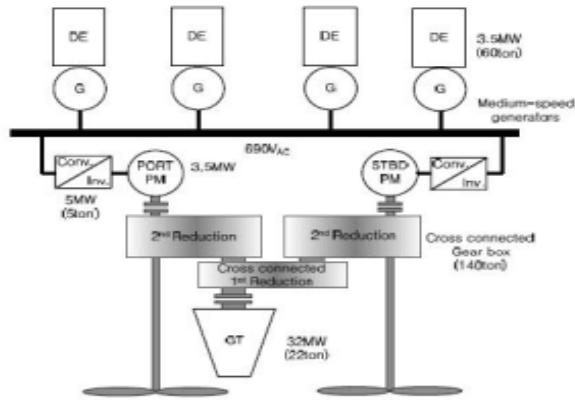 DE
DE
DE
DE
3.5MW
(60ton)
G
G
G
G
Medium-speed
generators
690VAC
Conv.
Inv.
PORT
PM
3,5MW
STBD
PM
Conv.
Inv.
5MW
(5ton)
2nd Reduction
2nd Reduction
Cross connected
Gear box
(140ton)
Cross connected
1st Reduction
GT
32MW
(22ton)